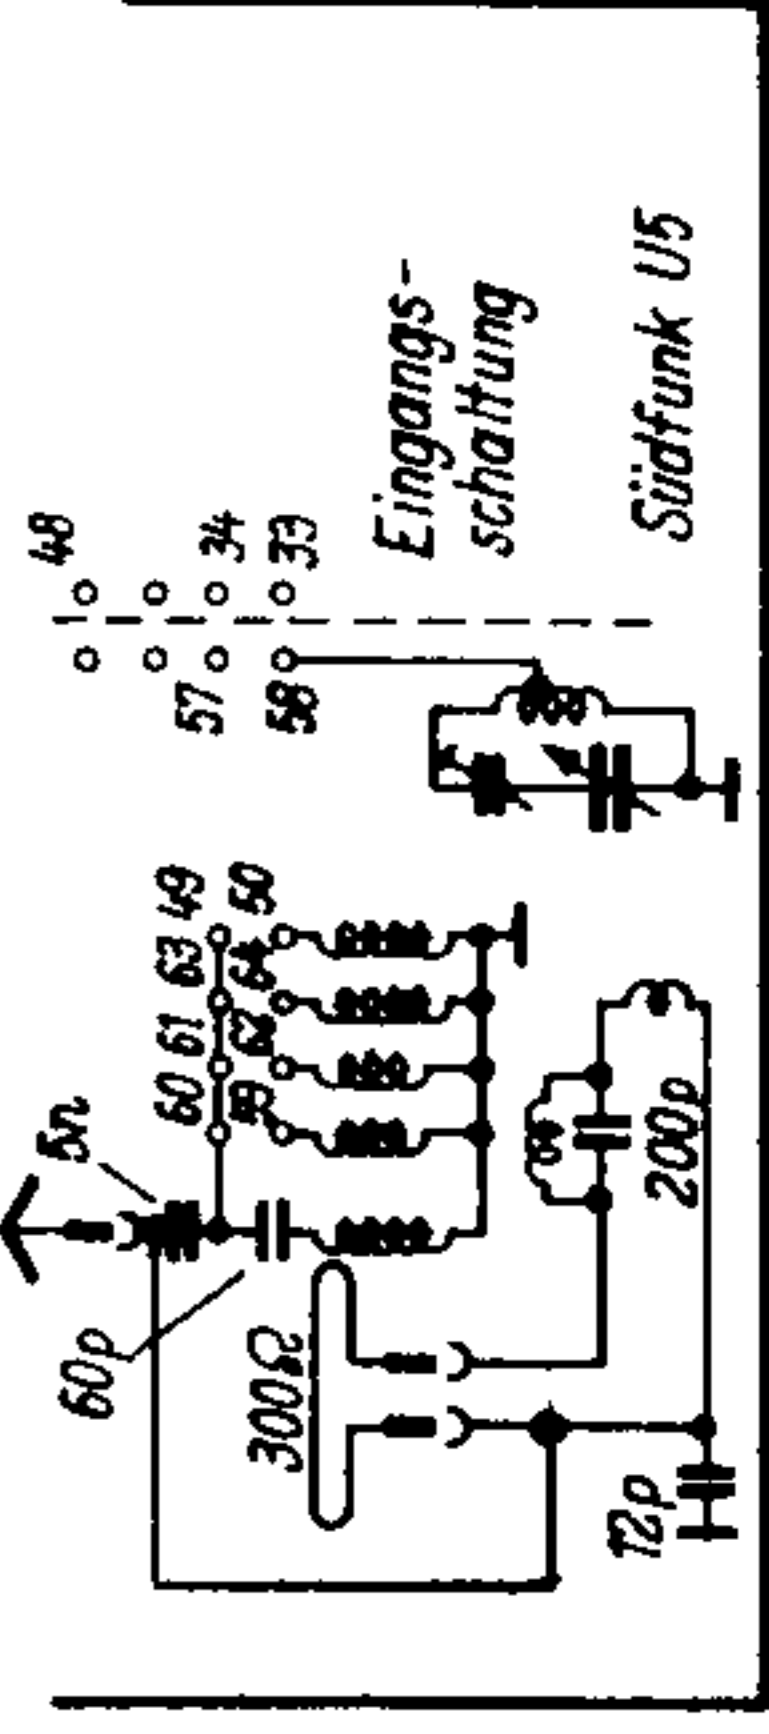 48
34
33
57
58
Eingangs-
schaltung
Südfunk U5
5n
60 61 63 49
59 62 64 50
60p
300Ω
200p
12p